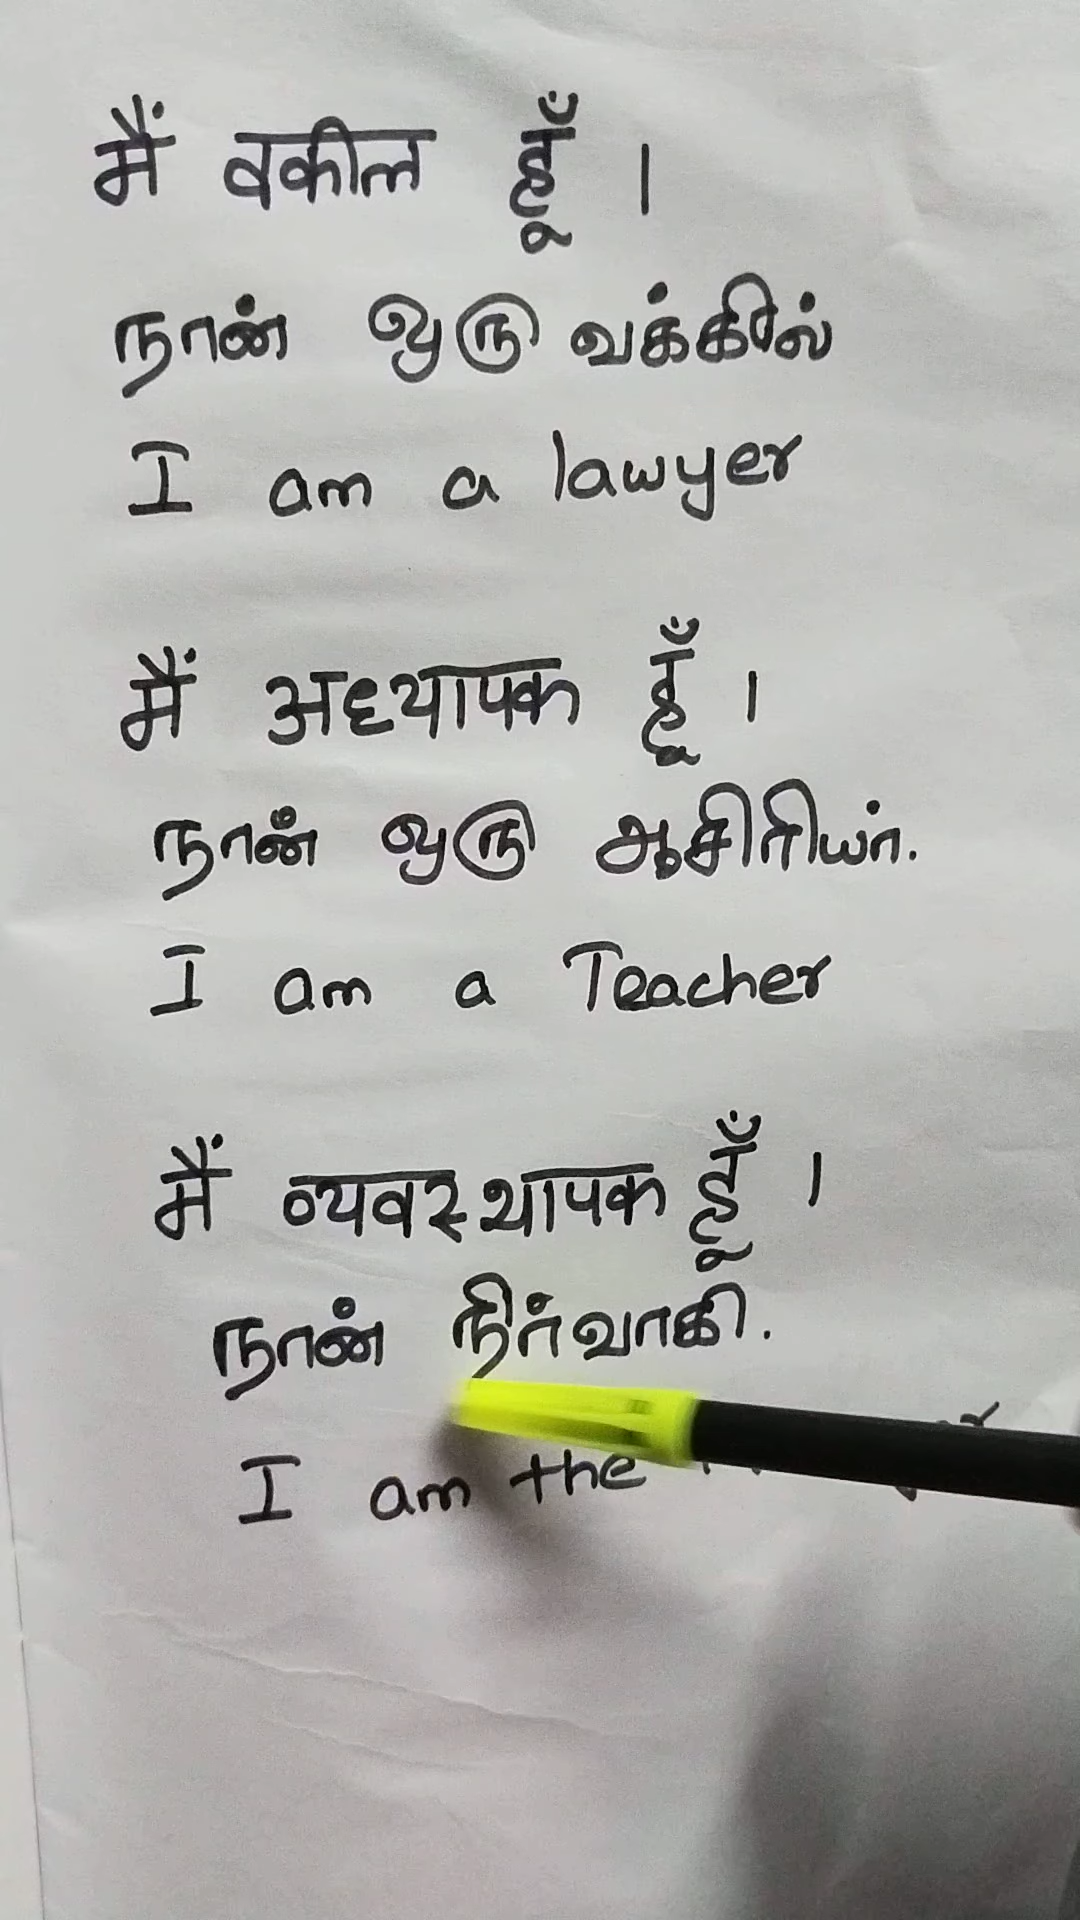 मैं वकील हूँ ।
நான் ஒரு வக்கீல்
I am a lawyer
मैं अध्यापक हूँ ।
நான் ஒரு ஆசிரியர்.
I am a Teacher
मैं व्यवस्थापक हूँ ।
நான் நிர்வாகி.
I am the